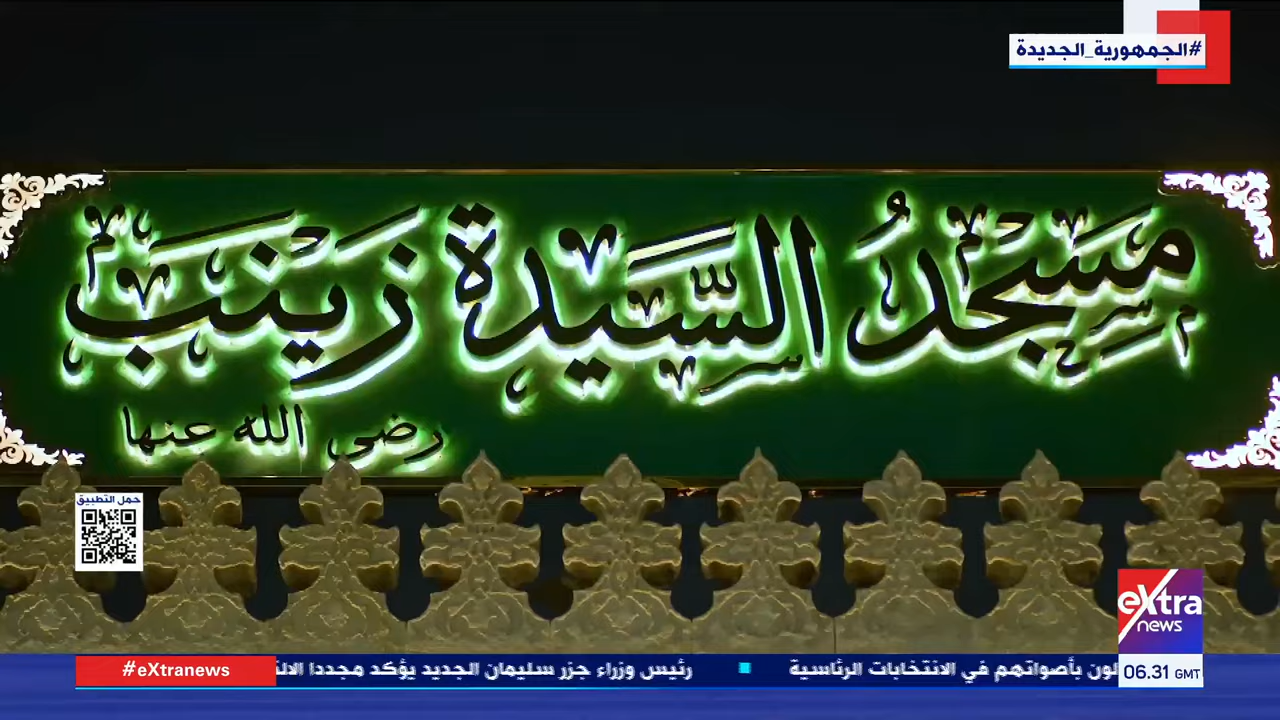 #الجمهورية_الجديدة
مسجد السيدة زينب
رضى الله عنها
حمل التطبيق
eXtra
news
بأصواتهم في الانتخابات الرئاسية
رئيس وزراء جزر سليمان الجديد يؤكد مجددا
#eXtranews
06.31 GMT